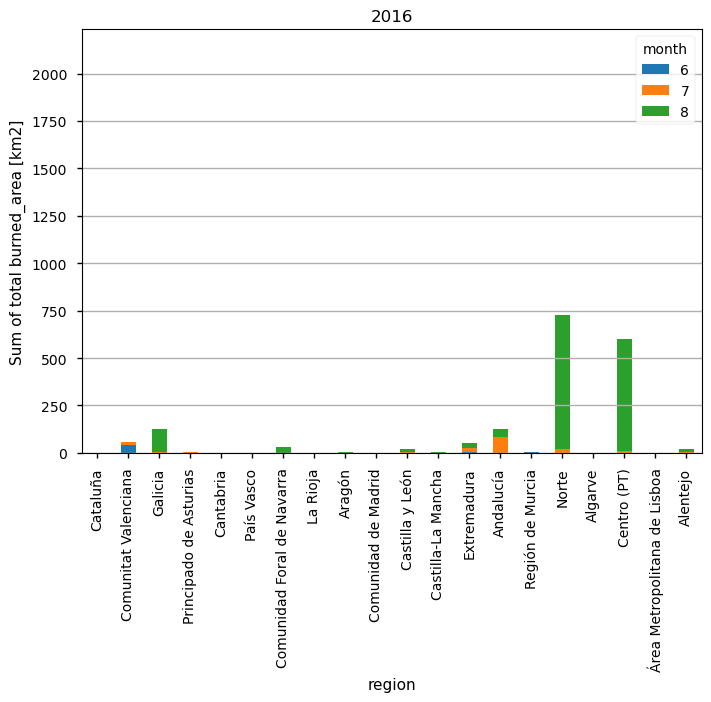 2016
month
6
7
8
Sum of total burned_area [km2]
2000
1750
1500
1250
1000
750
500
250
0
Cataluña
Comunitat Valenciana
Galicia
Principado de Asturias
Cantabria
País Vasco
Comunidad Foral de Navarra
La Rioja
Aragón
Comunidad de Madrid
Castilla y León
Castilla-La Mancha
Extremadura
Andalucía
Región de Murcia
Norte
Algarve
Centro (PT)
Área Metropolitana de Lisboa
Alentejo
region